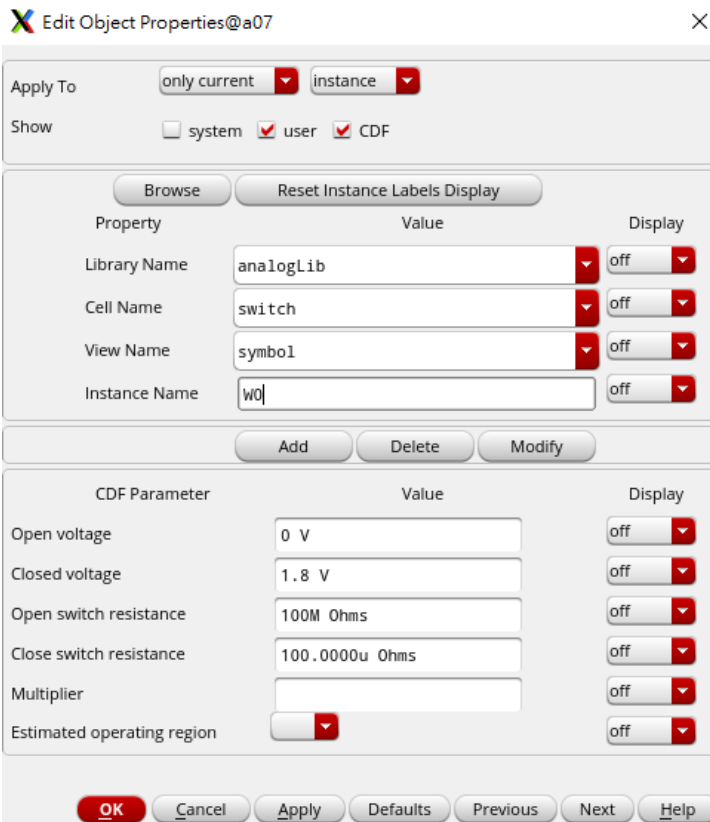 Edit Object Properties@a07
Apply To only current instance
Show system user CDF
Browse Reset Instance Labels Display
Property Value Display
Library Name analogLib off
Cell Name switch off
View Name symbol off
Instance Name W0 off
Add Delete Modify
CDF Parameter Value Display
Open voltage 0 V off
Closed voltage 1.8 V off
Open switch resistance 100M Ohms off
Close switch resistance 100.0000u Ohms off
Multiplier off
Estimated operating region off
OK Cancel Apply Defaults Previous Next Help